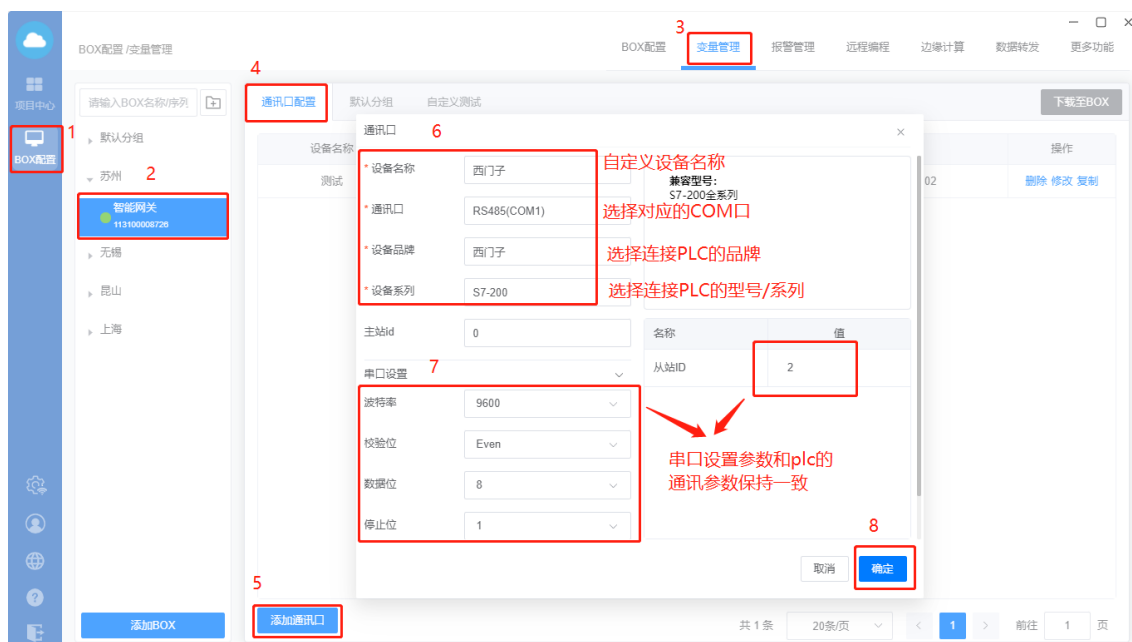 BOX配置 /变量管理
3
BOX配置 变量管理 报警管理 远程编程 边缘计算 数据转发 更多功能
项目中心
1
BOX配置
请输入BOX名称/序列
默认分组
苏州
2
智能网关
113100008726
无锡
昆山
上海
添加BOX
4
通讯口配置 默认分组 自定义测试 下载至BOX
设备名称 操作
测试 02 删除 修改 复制
通讯口 6
* 设备名称 西门子 自定义设备名称
兼容型号：
S7-200全系列
* 通讯口 RS485(COM1) 选择对应的COM口
* 设备品牌 西门子 选择连接PLC的品牌
* 设备系列 S7-200 选择连接PLC的型号/系列
主站id 0 名称 值
串口设置 7 从站ID 2
波特率 9600
校验位 Even
数据位 8
停止位 1
串口设置参数和plc的
通讯参数保持一致
8
取消 确定
5
添加通讯口
共 1 条 20条/页 1 前往 1 页